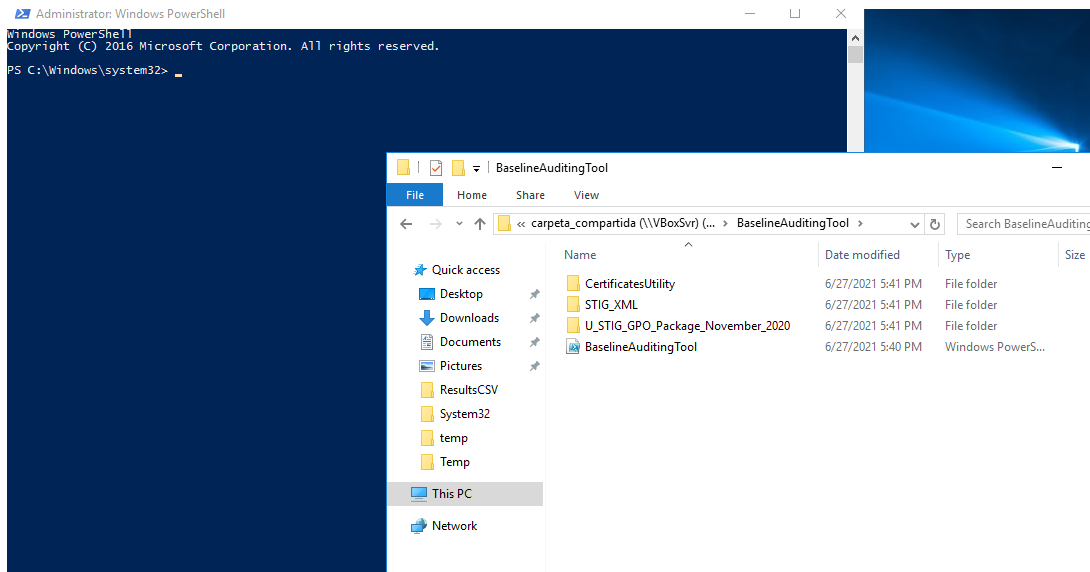 Administrator: Windows PowerShell
Windows PowerShell
Copyright (C) 2016 Microsoft Corporation. All rights reserved.
PS C:\Windows\system32>
BaselineAuditingTool
File Home Share View
« carpeta_compartida (\\VBoxSvr) (... > BaselineAuditingTool >
Search BaselineAuditing
Name Date modified Type Size
Quick access
Desktop
Downloads
Documents
Pictures
ResultsCSV
System32
temp
Temp
This PC
Network
CertificatesUtility 6/27/2021 5:41 PM File folder
STIG_XML 6/27/2021 5:41 PM File folder
U_STIG_GPO_Package_November_2020 6/27/2021 5:41 PM File folder
BaselineAuditingTool 6/27/2021 5:40 PM Windows PowerS...